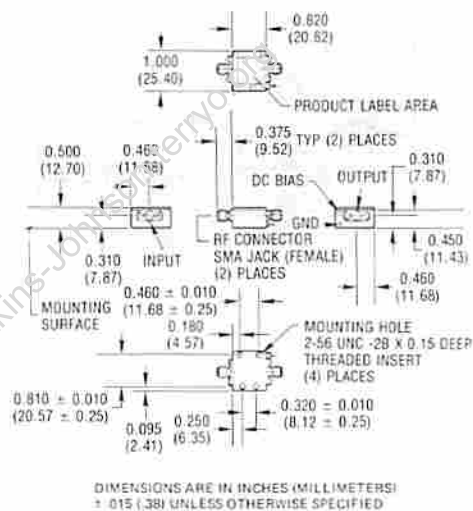 0.820
(20.82)
1.000
(25.40)
PRODUCT LABEL AREA
0.375
(9.52)
TYP (2) PLACES
0.500
(12.70)
0.460
(11.68)
DC BIAS
OUTPUT
0.310
(7.87)
GND
0.310
(7.87)
INPUT
RF CONNECTOR
SMA JACK (FEMALE)
(2) PLACES
0.450
(11.43)
0.460
(11.68)
MOUNTING
SURFACE
0.460 ± 0.010
(11.68 ± 0.25)
0.180
(4.57)
MOUNTING HOLE
2-56 UNC -2B X 0.15 DEEP
THREADED INSERT
(4) PLACES
0.810 ± 0.010
(20.57 ± 0.25)
0.095
(2.41)
0.250
(6.35)
0.320 ± 0.010
(8.12 ± 0.25)
DIMENSIONS ARE IN INCHES (MILLIMETERS)
± .015 (.38) UNLESS OTHERWISE SPECIFIED